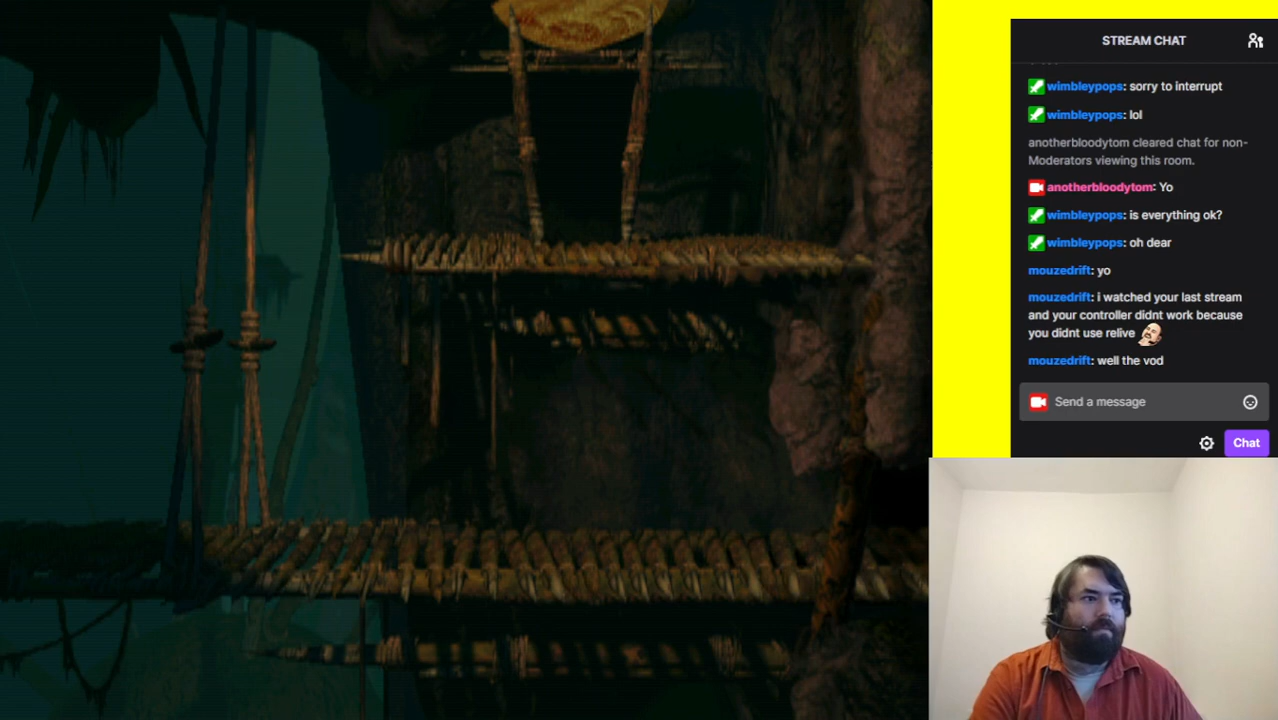 STREAM CHAT
wimbleypops: sorry to interrupt
wimbleypops: lol
anotherbloodytom cleared chat for non-
Moderators viewing this room.
anotherbloodytom: Yo
wimbleypops: is everything ok?
wimbleypops: oh dear
mouzedrift: yo
mouzedrift: i watched your last stream
and your controller didnt work because
you didnt use relive
mouzedrift: well the vod
Send a message
Chat